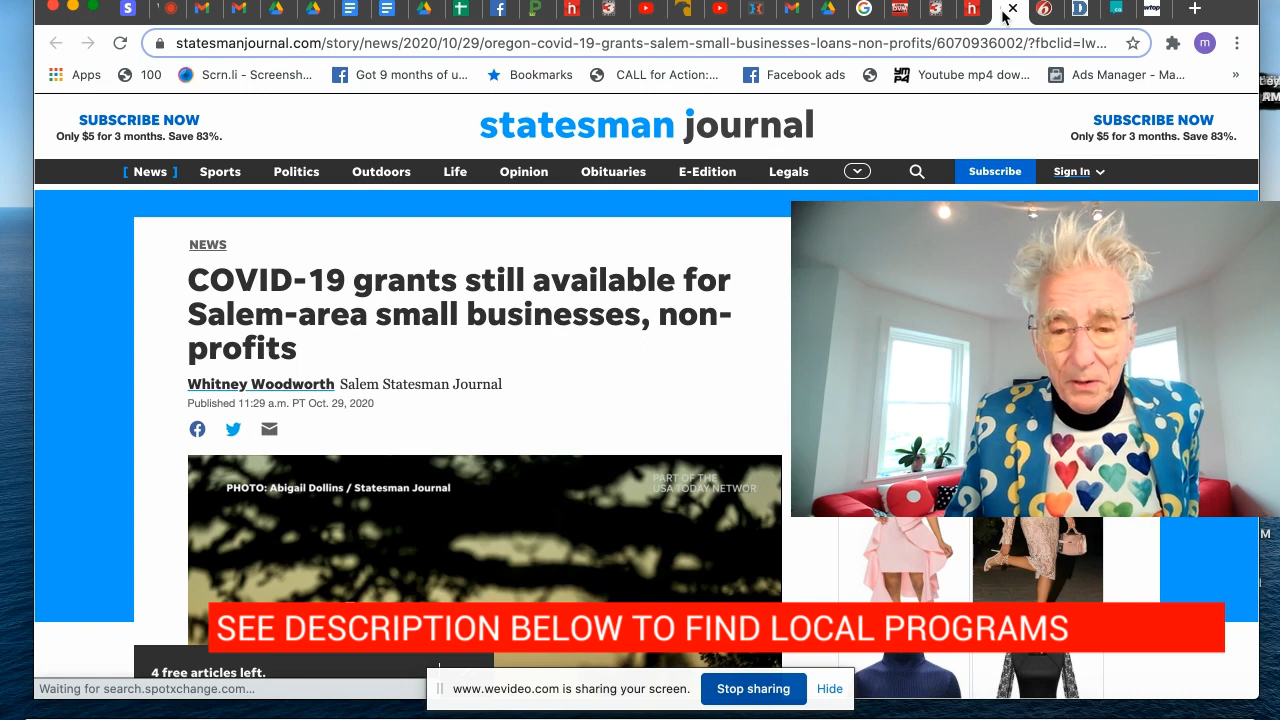 statesmanjournal.com/story/news/2020/10/29/oregon-covid-19-grants-salem-small-businesses-loans-non-profits/6070936002/?fbclid=Iw...
Apps 100 Scrn.li - Screensh... Got 9 months of u... Bookmarks CALL for Action:... Facebook ads Youtube mp4 dow... Ads Manager - Ma... »
SUBSCRIBE NOW
Only $5 for 3 months. Save 83%.
statesman journal
SUBSCRIBE NOW
Only $5 for 3 months. Save 83%.
[ News ] Sports Politics Outdoors Life Opinion Obituaries E-Edition Legals Subscribe Sign In
NEWS
COVID-19 grants still available for
Salem-area small businesses, non-
profits
Whitney Woodworth Salem Statesman Journal
Published 11:29 a.m. PT Oct. 29, 2020
PHOTO: Abigail Dollins / Statesman Journal
PART OF THE
USA TODAY NETWOR
SEE DESCRIPTION BELOW TO FIND LOCAL PROGRAMS
4 free articles left.
Waiting for search.spotxchange.com...
www.wevideo.com is sharing your screen. Stop sharing Hide